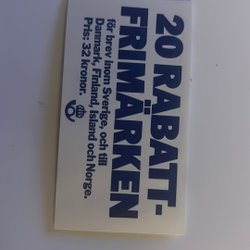 20 RABATT-
FRIMÄRKEN
för brev inom Sverige, och till
Danmark, Finland, Island och Norge.
Pris: 32 kronor.